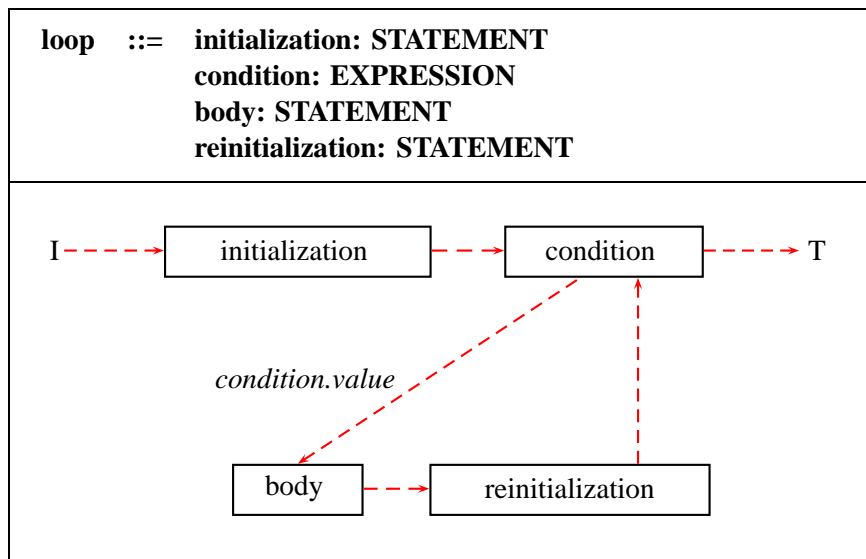 loop ::= initialization: STATEMENT
condition: EXPRESSION
body: STATEMENT
reinitialization: STATEMENT
I initialization condition T
condition.value
body reinitialization